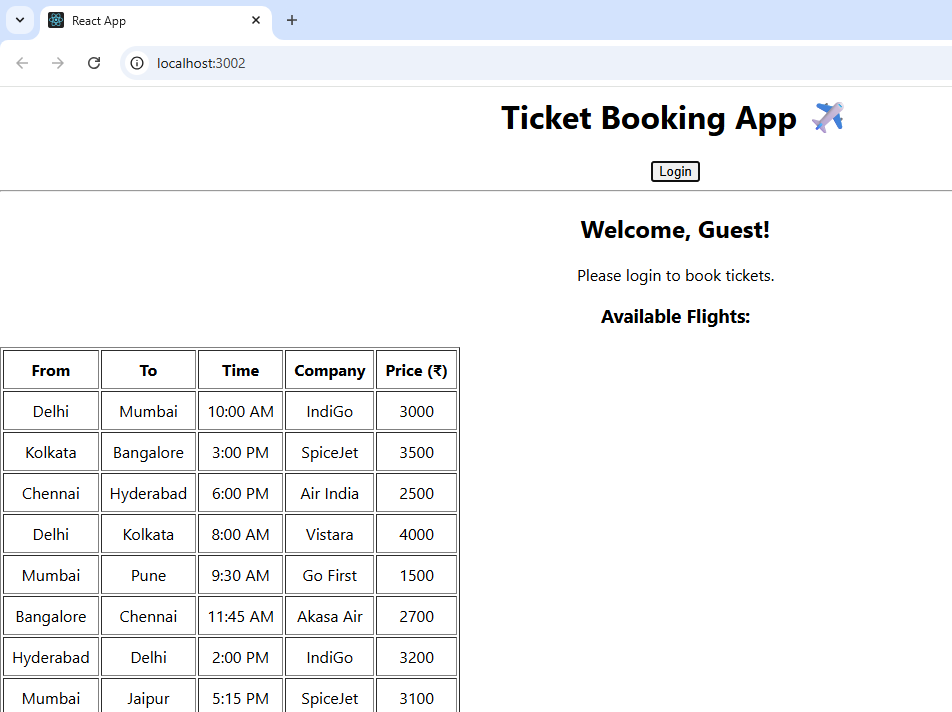 React App
localhost:3002
Ticket Booking App ✈️
Login
Welcome, Guest!
Please login to book tickets.
Available Flights:
From To Time Company Price (₹)
Delhi Mumbai 10:00 AM IndiGo 3000
Kolkata Bangalore 3:00 PM SpiceJet 3500
Chennai Hyderabad 6:00 PM Air India 2500
Delhi Kolkata 8:00 AM Vistara 4000
Mumbai Pune 9:30 AM Go First 1500
Bangalore Chennai 11:45 AM Akasa Air 2700
Hyderabad Delhi 2:00 PM IndiGo 3200
Mumbai Jaipur 5:15 PM SpiceJet 3100